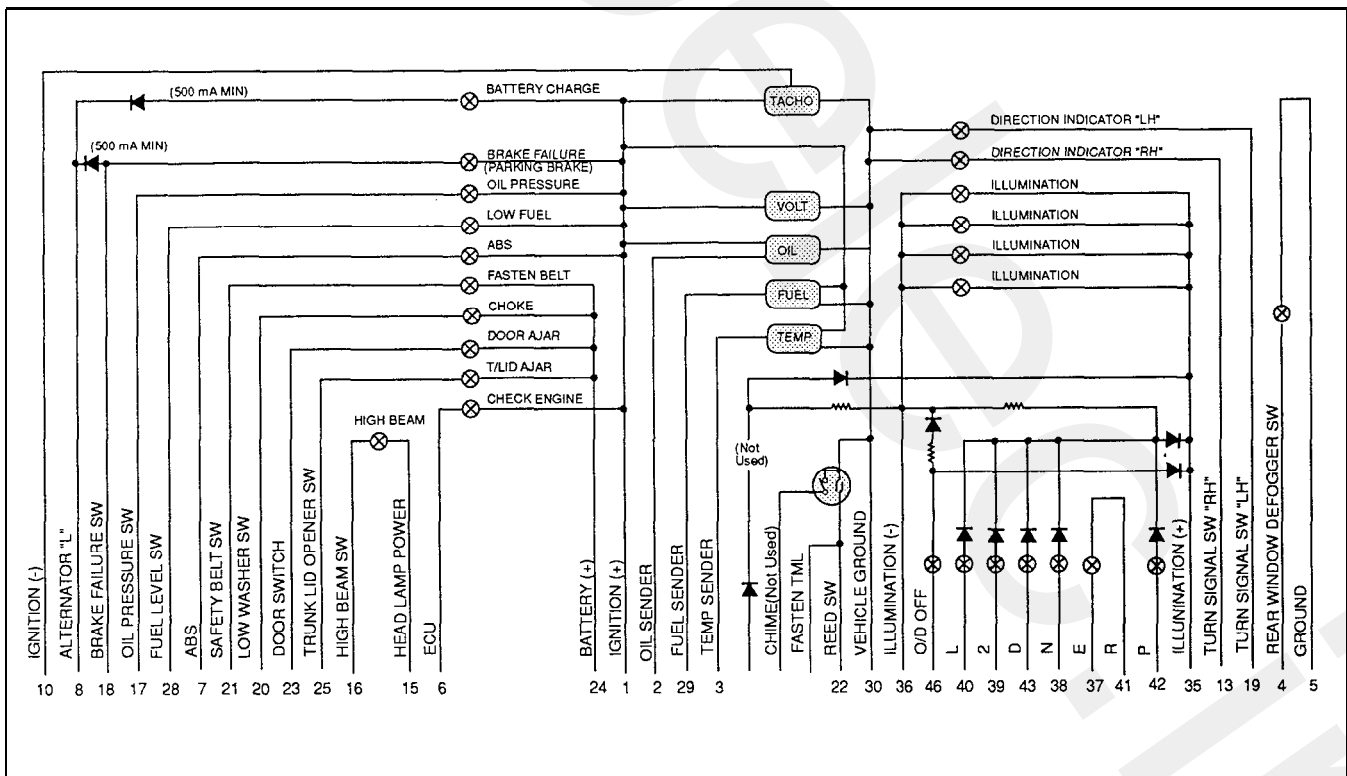 (500 mA MIN)
BATTERY CHARGE
TACHO
DIRECTION INDICATOR "LH"
(500 mA MIN)
BRAKE FAILURE
(PARKING BRAKE)
DIRECTION INDICATOR "RH"
OIL PRESSURE
ILLUMINATION
VOLT
LOW FUEL
ILLUMINATION
ABS
OIL
ILLUMINATION
FASTEN BELT
FUEL
ILLUMINATION
CHOKE
DOOR AJAR
TEMP
T/LID AJAR
CHECK ENGINE
HIGH BEAM
(Not
Used)
IGNITION (-)
ALTERNATOR "L"
BRAKE FAILURE SW
OIL PRESSURE SW
FUEL LEVEL SW
ABS
SAFETY BELT SW
LOW WASHER SW
DOOR SWITCH
TRUNK LID OPENER SW
HIGH BEAM SW
HEAD LAMP POWER
ECU
BATTERY (+)
IGNITION (+)
OIL SENDER
FUEL SENDER
TEMP SENDER
CHIME(Not Used)
FASTEN TML
REED SW
VEHICLE GROUND
ILLUMINATION (-)
O/D OFF
L
2
D
N
E
R
P
ILLUNINATION (+)
TURN SIGNAL SW "RH"
TURN SIGNAL SW "LH"
REAR WINDOW DEFOGGER SW
GROUND
10 8 18 17 28 7 21 20 23 25 16 15 6 24 1 2 29 3 22 30 36 46 40 39 43 38 37 41 42 35 13 19 4 5